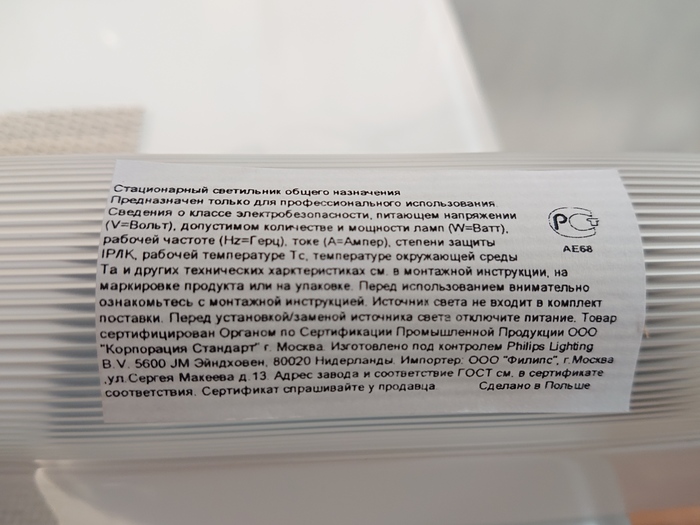 Стационарный светильник общего назначения
Предназначен только для профессионального использования
Сведения о классе электробезопасности, питающем напряжении
(V=Вольт), допустимом количестве и мощности ламп (W=Ватт),
рабочей частоте (Hz=Герц), токе (A=Ампер), степени защиты
IP/IK, рабочей температуре Tc, температуре окружающей среды
Ta и других технических харктеристиках см. в монтажной инструкции, на
маркировке продукта или на упаковке. Перед использованием внимательно
ознакомьтесь с монтажной инструкцией. Источник света не входит в комплект
поставки. Перед установкой/заменой источника света отключите питание. Товар
сертифицирован Органом по Сертификации Промышленной Продукции ООО
"Корпорация Стандарт" г. Москва. Изготовлено под контролем Philips Lighting
B.V. 5600 JM Эйндховен, 80020 Нидерланды. Импортер: ООО "Филипс", г.Москва
,ул.Сергея Макеева д.13. Адрес завода и соответствие ГОСТ см. в сертификате
соответствия. Сертификат спрашивайте у продавца Сделано в Польше
РСТ
АЕ68